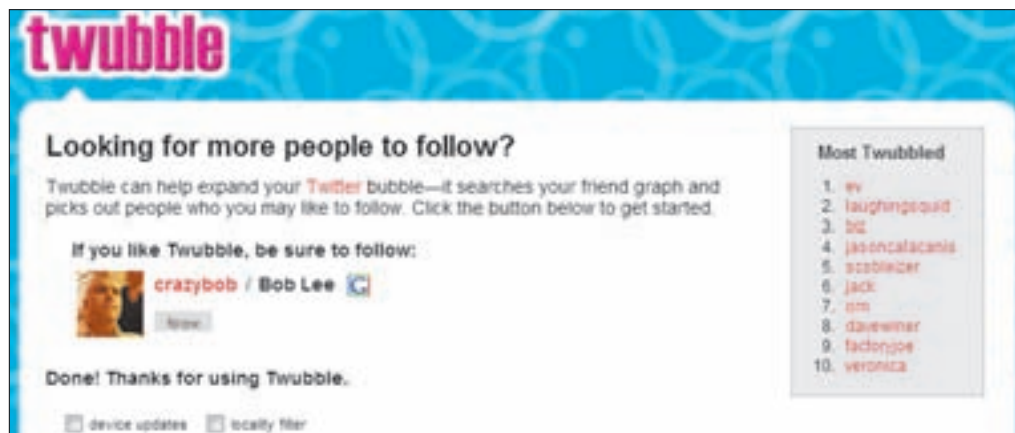 twubble
Looking for more people to follow?
Twubble can help expand your Twitter bubble—it searches your friend graph and
picks out people who you may like to follow. Click the button below to get started.
If you like Twubble, be sure to follow:
crazybob / Bob Lee
follow
Done! Thanks for using Twubble.
device updates locality filter
Most Twubbled
1. ev
2. laughingsquid
3. biz
4. jasoncalacanis
5. scobleizer
6. jack
7. om
8. davewiner
9. factoryjoe
10. veronica